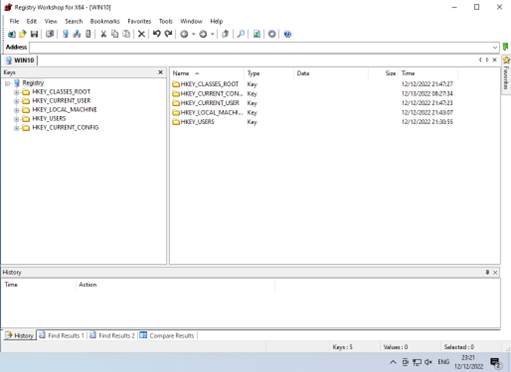 Registry Workshop for X64 - [WIN10]
File Edit View Search Bookmarks Favorites Tools Window Help
Address
WIN10
Keys
Registry
HKEY_CLASSES_ROOT
HKEY_CURRENT_USER
HKEY_LOCAL_MACHINE
HKEY_USERS
HKEY_CURRENT_CONFIG
Name Type Data Size Time
HKEY_CLASSES_ROOT Key 12/12/2022 21:47:27
HKEY_CURRENT_CON... Key 12/13/2022 08:27:34
HKEY_CURRENT_USER Key 12/12/2022 21:47:23
HKEY_LOCAL_MACHI... Key 12/12/2022 21:43:07
HKEY_USERS Key 12/12/2022 21:30:55
Favorites
History
Time Action
History Find Results 1 Find Results 2 Compare Results
Keys : 5 Values : 0 Selected : 0
ENG 23:21
12/12/2022
2